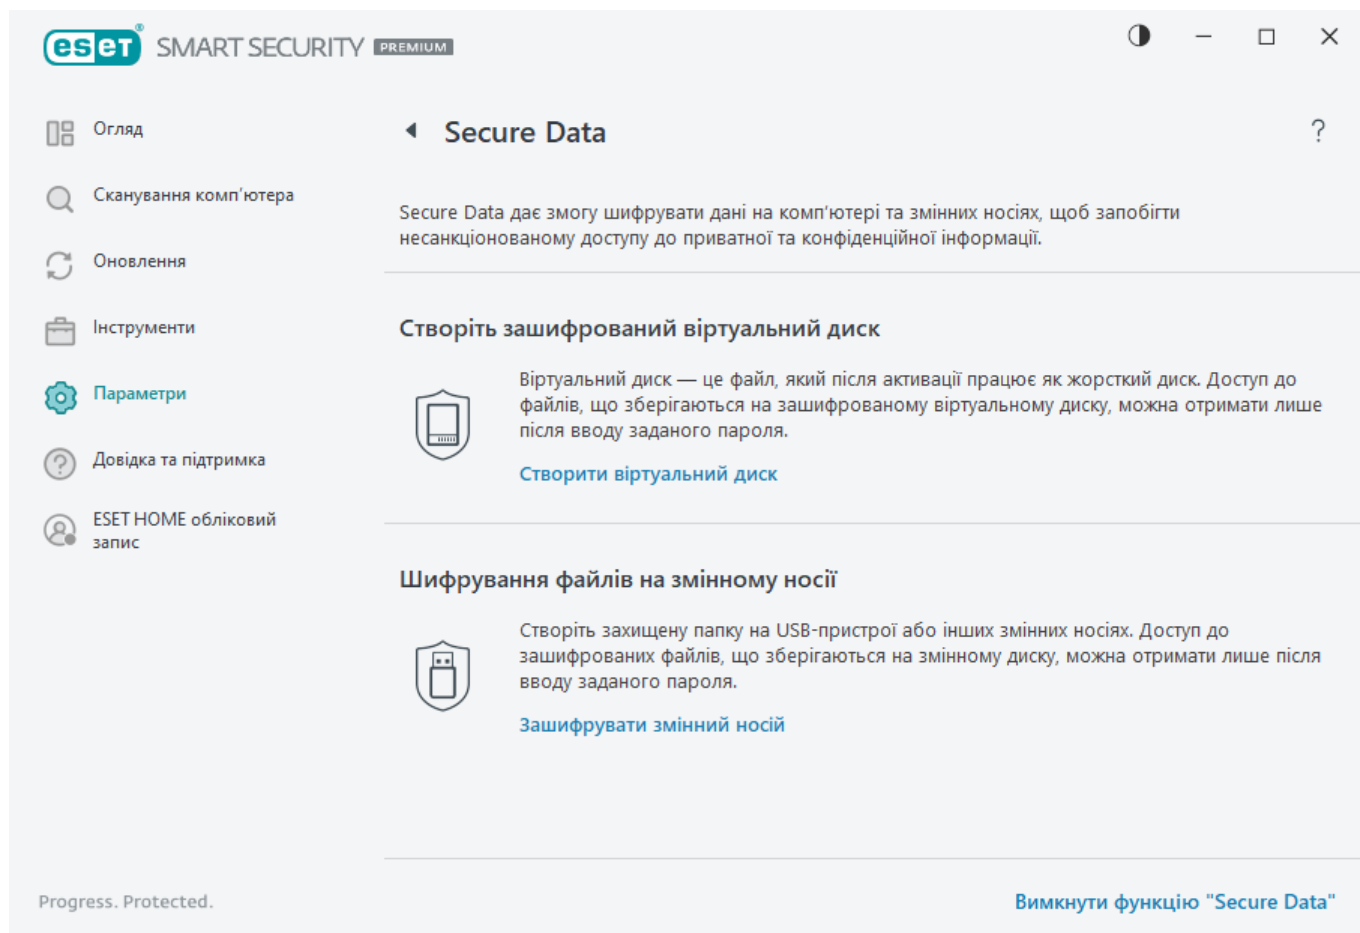 eset® SMART SECURITY PREMIUM
Огляд
Сканування комп'ютера
Оновлення
Інструменти
Параметри
Довідка та підтримка
ESET HOME обліковий
запис
Secure Data
?
Secure Data дає змогу шифрувати дані на комп'ютері та змінних носіях, щоб запобігти
несанкціонованому доступу до приватної та конфіденційної інформації.
Створіть зашифрований віртуальний диск
Віртуальний диск — це файл, який після активації працює як жорсткий диск. Доступ до
файлів, що зберігаються на зашифрованому віртуальному диску, можна отримати лише
після вводу заданого пароля.
Створити віртуальний диск
Шифрування файлів на змінному носії
Створіть захищену папку на USB-пристрої або інших змінних носіях. Доступ до
зашифрованих файлів, що зберігаються на змінному диску, можна отримати лише після
вводу заданого пароля.
Зашифрувати змінний носій
Progress. Protected.
Вимкнути функцію "Secure Data"